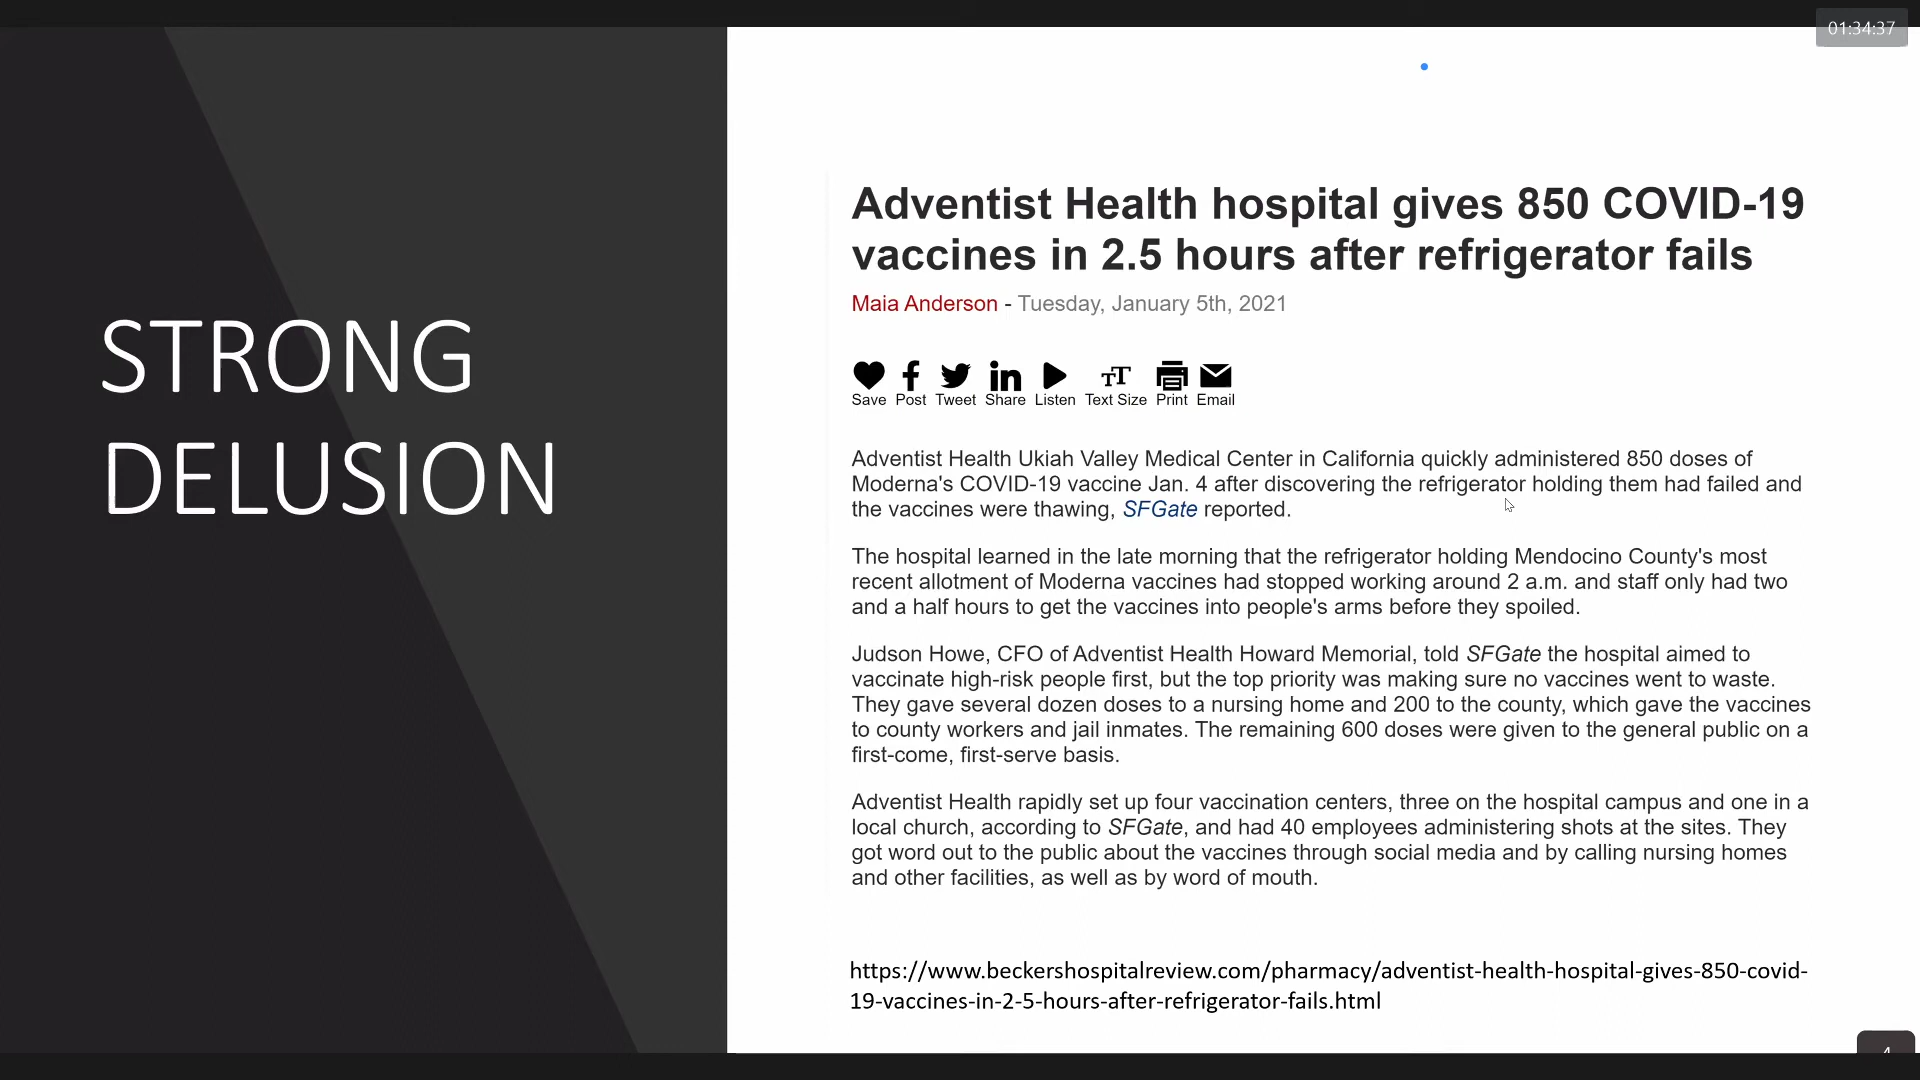 01:34:37
STRONG
DELUSION
Adventist Health hospital gives 850 COVID-19
vaccines in 2.5 hours after refrigerator fails
Maia Anderson - Tuesday, January 5th, 2021
Save Post Tweet Share Listen Text Size Print Email
Adventist Health Ukiah Valley Medical Center in California quickly administered 850 doses of
Moderna's COVID-19 vaccine Jan. 4 after discovering the refrigerator holding them had failed and
the vaccines were thawing, SFGate reported.
The hospital learned in the late morning that the refrigerator holding Mendocino County's most
recent allotment of Moderna vaccines had stopped working around 2 a.m. and staff only had two
and a half hours to get the vaccines into people's arms before they spoiled.
Judson Howe, CFO of Adventist Health Howard Memorial, told SFGate the hospital aimed to
vaccinate high-risk people first, but the top priority was making sure no vaccines went to waste.
They gave several dozen doses to a nursing home and 200 to the county, which gave the vaccines
to county workers and jail inmates. The remaining 600 doses were given to the general public on a
first-come, first-serve basis.
Adventist Health rapidly set up four vaccination centers, three on the hospital campus and one in a
local church, according to SFGate, and had 40 employees administering shots at the sites. They
got word out to the public about the vaccines through social media and by calling nursing homes
and other facilities, as well as by word of mouth.
https://www.beckershospitalreview.com/pharmacy/adventist-health-hospital-gives-850-covid-
19-vaccines-in-2-5-hours-after-refrigerator-fails.html